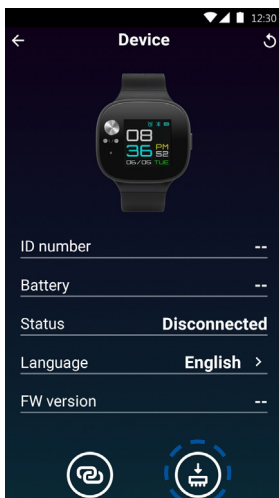 12:30
Device
08
36 PM
52
06/05 TUE
ID number --
Battery --
Status Disconnected
Language English >
FW version --